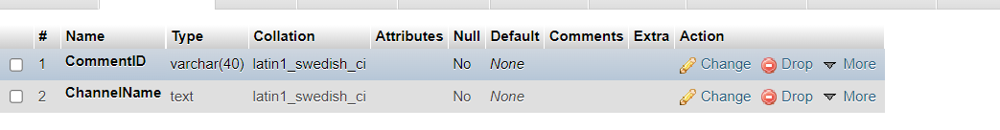 # Name Type Collation Attributes Null Default Comments Extra Action
1 CommentID varchar(40) latin1_swedish_ci No None Change Drop More
2 ChannelName text latin1_swedish_ci No None Change Drop More